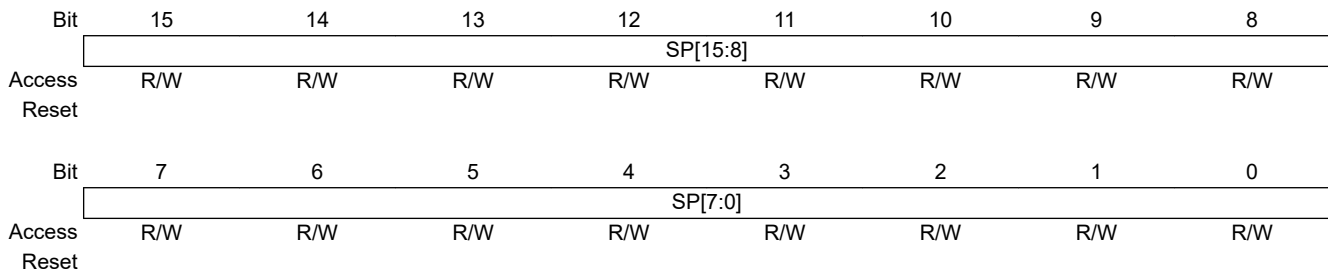 Bit 15 14 13 12 11 10 9 8
SP[15:8]
Access R/W R/W R/W R/W R/W R/W R/W R/W
Reset
Bit 7 6 5 4 3 2 1 0
SP[7:0]
Access R/W R/W R/W R/W R/W R/W R/W R/W
Reset